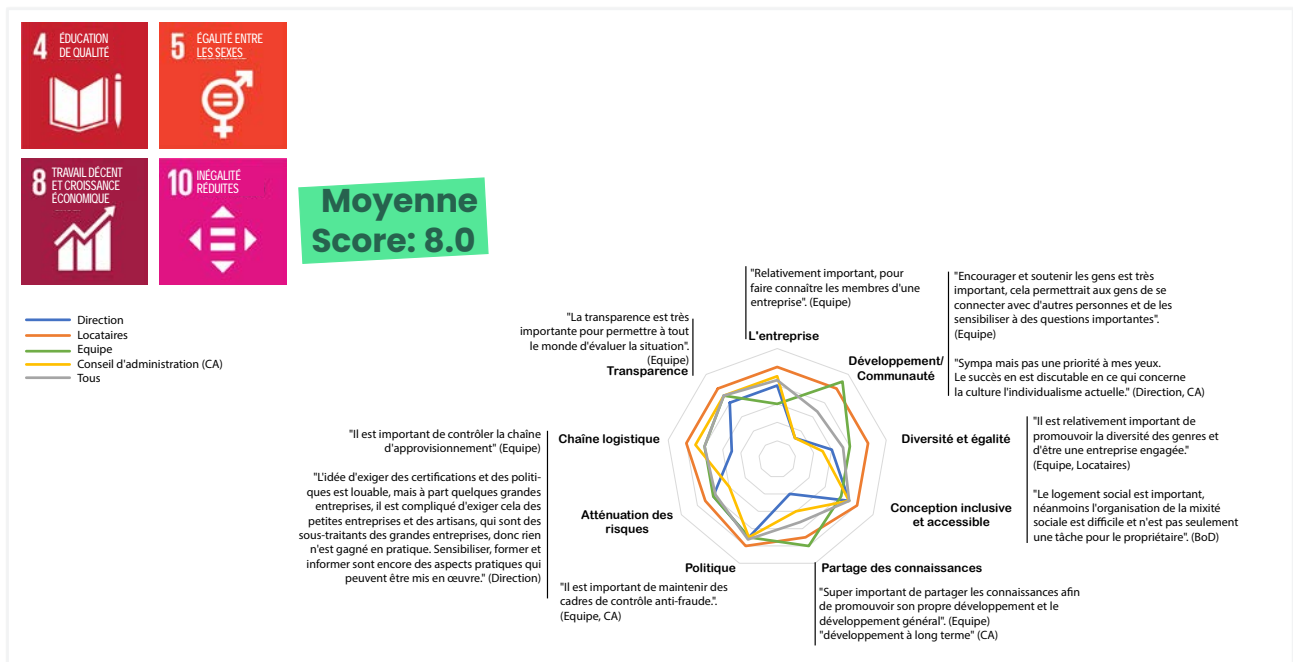 4 ÉDUCATION
DE QUALITÉ
5 ÉGALITÉ ENTRE
LES SEXES
8 TRAVAIL DÉCENT
ET CROISSANCE
ÉCONOMIQUE
10 INÉGALITÉ
RÉDUITES
Moyenne
Score: 8.0
Direction
Locataires
Equipe
Conseil d'administration (CA)
Tous
"La transparence est très
importante pour permettre à tout
le monde d'évaluer la situation".
(Equipe)
Transparence
"Relativement important, pour
faire connaître les membres d'une
entreprise". (Equipe)
L'entreprise
"Encourager et soutenir les gens est très
important, cela permettrait aux gens de se
connecter avec d'autres personnes et de les
sensibiliser à des questions importantes".
(Equipe)
"Sympa mais pas une priorité à mes yeux.
Le succès en est discutable en ce qui concerne
la culture l'individualisme actuelle." (Direction, CA)
Développement/
Communauté
Diversité et égalité
"Il est relativement important de
promouvoir la diversité des genres et
d'être une entreprise engagée."
(Equipe, Locataires)
"Le logement social est important,
néanmoins l'organisation de la mixité
sociale est difficile et n'est pas seulement
une tâche pour le propriétaire". (BoD)
Conception inclusive
et accessible
Partage des connaissances
"Super important de partager les connaissances afin
de promouvoir son propre développement et le
développement général". (Equipe)
"développement à long terme" (CA)
Politique
"Il est important de maintenir des
cadres de contrôle anti-fraude.".
(Equipe, CA)
Atténuation des
risques
Chaîne logistique
"Il est important de contrôler la chaîne
d'approvisionnement" (Equipe)
"L'idée d'exiger des certifications et des politi-
ques est louable, mais à part quelques grandes
entreprises, il est compliqué d'exiger cela des
petites entreprises et des artisans, qui sont des
sous-traitants des grandes entreprises, donc rien
n'est gagné en pratique. Sensibiliser, former et
informer sont encore des aspects pratiques qui
peuvent être mis en œuvre." (Direction)